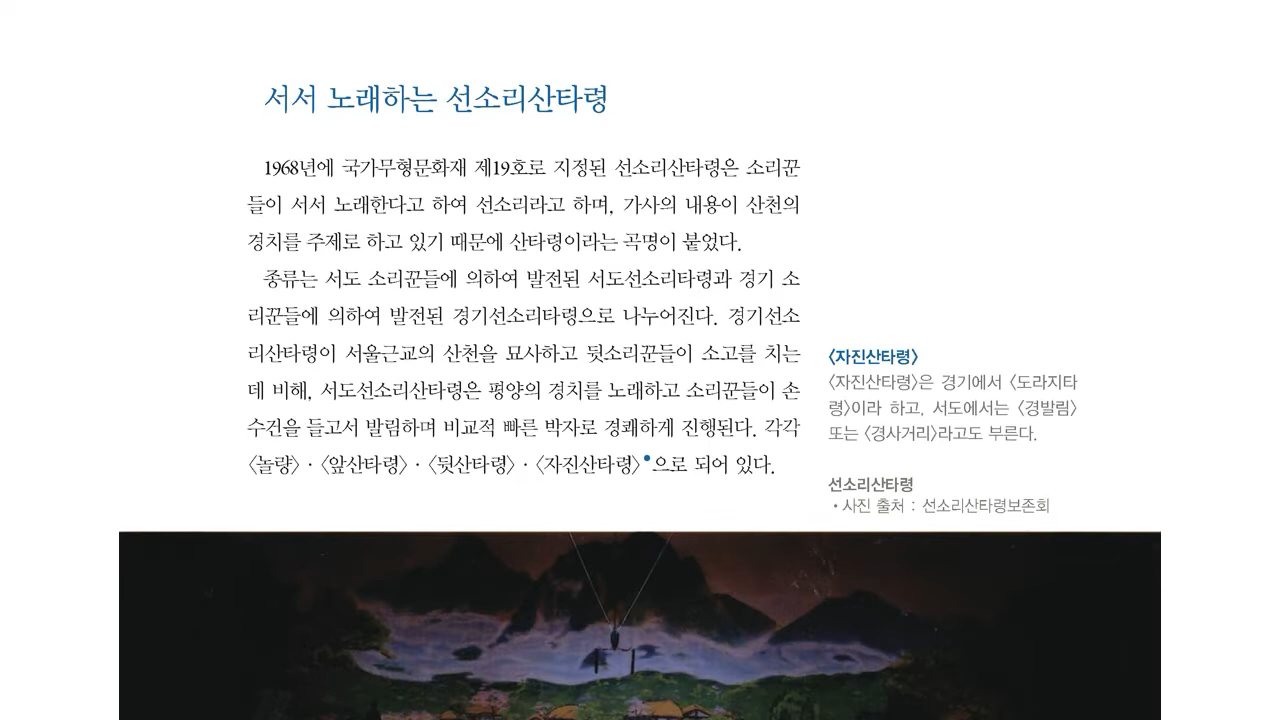 서서 노래하는 선소리산타령
1968년에 국가무형문화재 제19호로 지정된 선소리산타령은 소리꾼
들이 서서 노래한다고 하여 선소리라고 하며, 가사의 내용이 산천의
경치를 주제로 하고 있기 때문에 산타령이라는 곡명이 붙었다.
종류는 서도 소리꾼들에 의하여 발전된 서도선소리타령과 경기 소
리꾼들에 의하여 발전된 경기선소리타령으로 나누어진다. 경기선소
리산타령이 서울근교의 산천을 묘사하고 뒷소리꾼들이 소고를 치는
데 비해, 서도선소리산타령은 평양의 경치를 노래하고 소리꾼들이 손
수건을 들고서 발림하며 비교적 빠른 박자로 경쾌하게 진행된다. 각각
〈놀량〉·〈앞산타령〉·〈뒷산타령〉·〈자진산타령〉●으로 되어 있다.
〈자진산타령〉
〈자진산타령〉은 경기에서 〈도라지타
령〉이라 하고, 서도에서는 〈경발림〉
또는 〈경사거리〉라고도 부른다.
선소리산타령
• 사진 출처 : 선소리산타령보존회